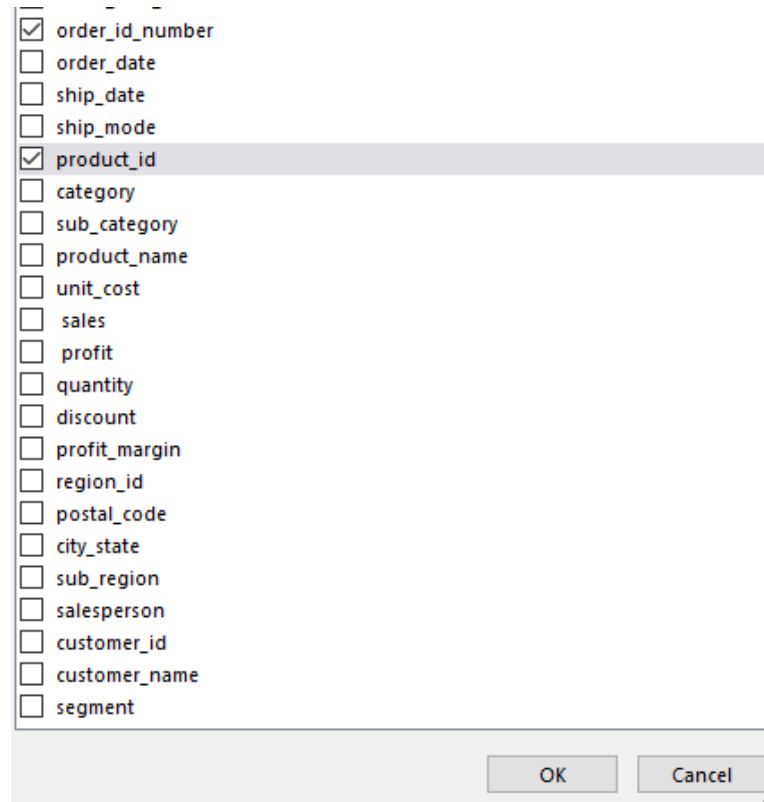 order_id_number
order_date
ship_date
ship_mode
product_id
category
sub_category
product_name
unit_cost
sales
profit
quantity
discount
profit_margin
region_id
postal_code
city_state
sub_region
salesperson
customer_id
customer_name
segment
OK Cancel